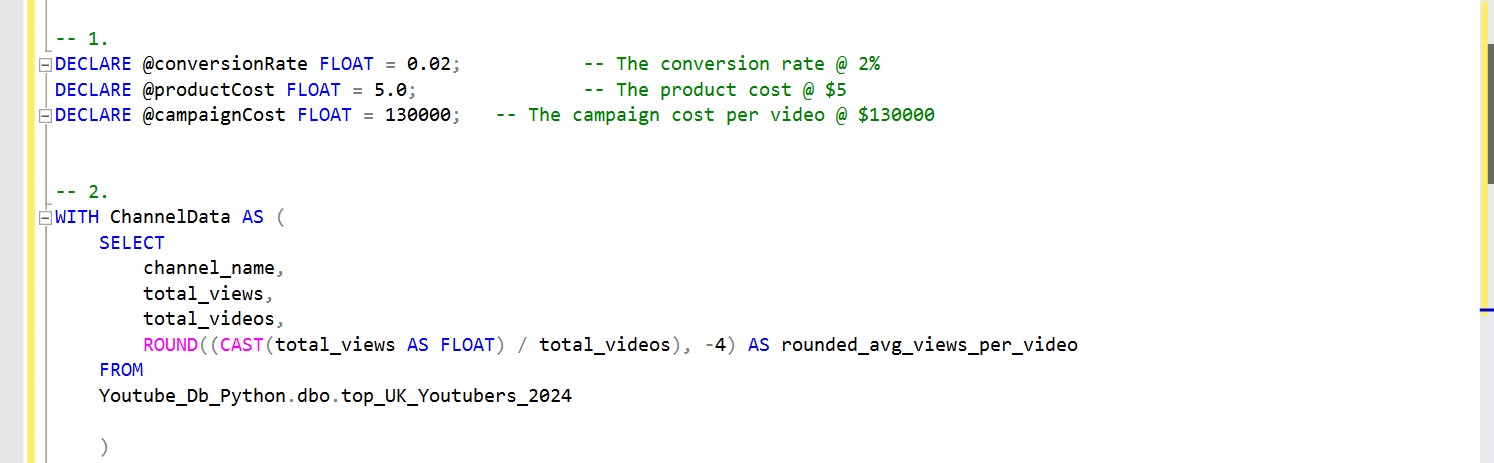 -- 1.
DECLARE @conversionRate FLOAT = 0.02;           -- The conversion rate @ 2%
DECLARE @productCost FLOAT = 5.0;               -- The product cost @ $5
DECLARE @campaignCost FLOAT = 130000;   -- The campaign cost per video @ $130000
-- 2.
WITH ChannelData AS (
    SELECT
        channel_name,
        total_views,
        total_videos,
        ROUND((CAST(total_views AS FLOAT) / total_videos), -4) AS rounded_avg_views_per_video
    FROM
    Youtube_Db_Python.dbo.top_UK_Youtubers_2024
    )